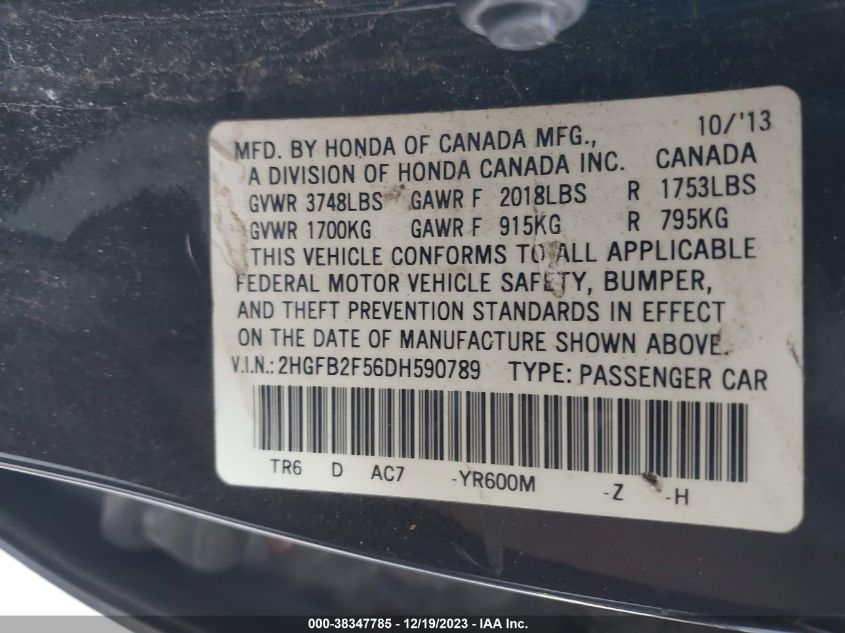 10/'13
MFD. BY HONDA OF CANADA MFG.,
A DIVISION OF HONDA CANADA INC. CANADA
GVWR 3748LBS GAWR F 2018LBS R 1753LBS
GVWR 1700KG GAWR F 915KG R 795KG
THIS VEHICLE CONFORMS TO ALL APPLICABLE
FEDERAL MOTOR VEHICLE SAFETY, BUMPER,
AND THEFT PREVENTION STANDARDS IN EFFECT
ON THE DATE OF MANUFACTURE SHOWN ABOVE.
V.I.N.: 2HGFB2F56DH590789 TYPE: PASSENGER CAR
TR6 D AC7 -YR600M -Z -H
000-38347785 - 12/19/2023 - Copyright IAA, Inc.